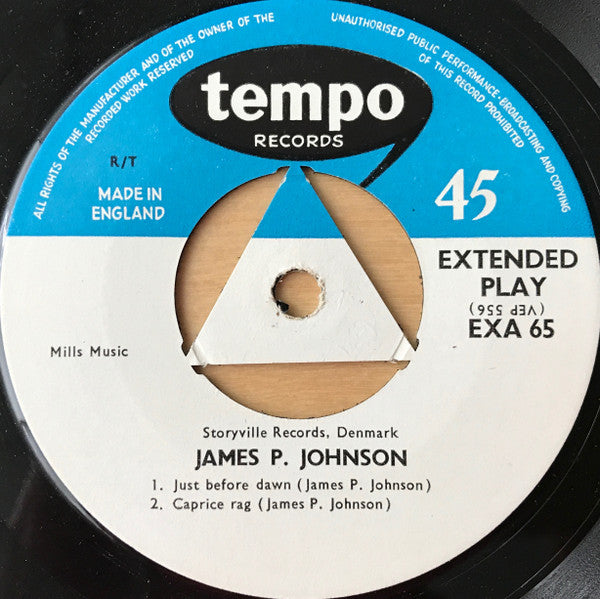 ALL RIGHTS OF THE MANUFACTURER AND OF THE OWNER OF THE
RECORDED WORK RESERVED
UNAUTHORISED PUBLIC PERFORMANCE · BROADCASTING AND COPYING
OF THIS RECORD PROHIBITED
tempo
RECORDS
R/T
MADE IN
ENGLAND
45
EXTENDED
PLAY
(VEP 556)
EXA 65
Mills Music
Storyville Records, Denmark
JAMES P. JOHNSON
1. Just before dawn (James P. Johnson)
2. Caprice rag (James P. Johnson)